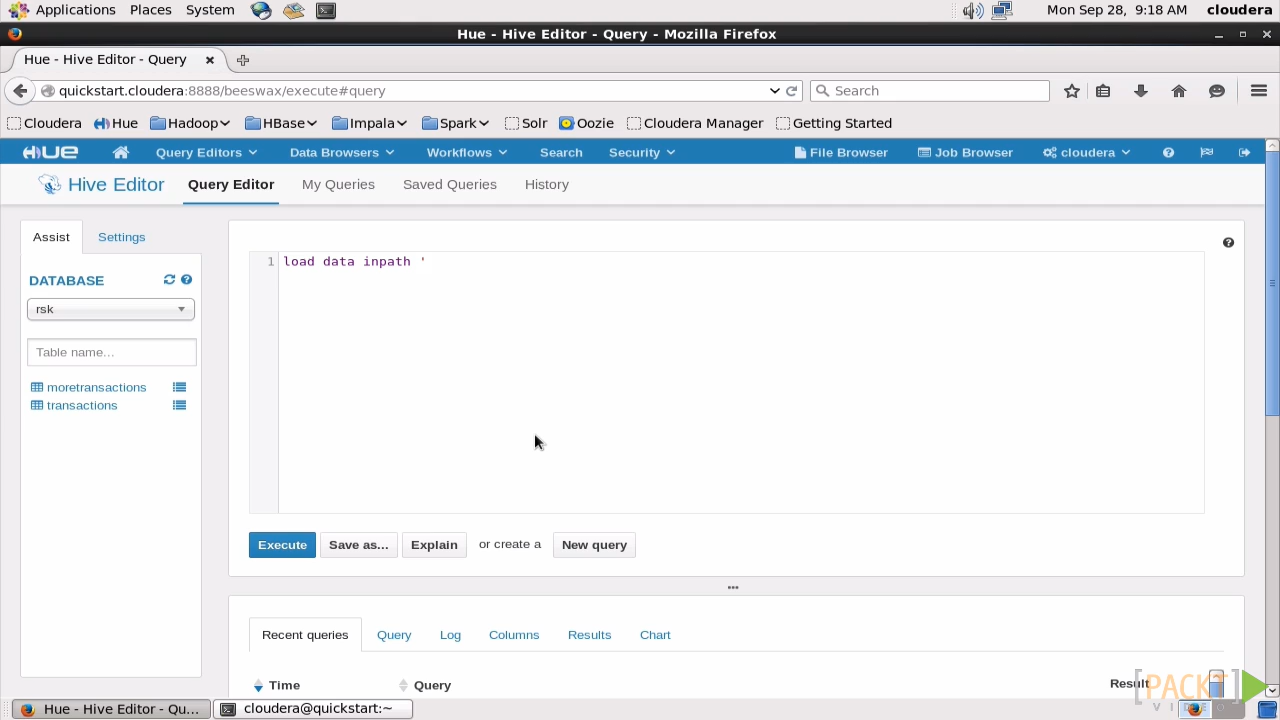 Applications Places System Mon Sep 28, 9:18 AM cloudera
Hue - Hive Editor - Query - Mozilla Firefox
Hue - Hive Editor - Query
quickstart.cloudera:8888/beeswax/execute#query Search
Cloudera Hue Hadoop HBase Impala Spark Solr Oozie Cloudera Manager Getting Started
HUE Query Editors Data Browsers Workflows Search Security File Browser Job Browser cloudera
Hive Editor Query Editor My Queries Saved Queries History
Assist Settings
DATABASE
rsk
Table name...
moretransactions
transactions
1 load data inpath '
Execute Save as... Explain or create a New query
Recent queries Query Log Columns Results Chart
Time Query Result
[PACKT]
VIDEO
Hue - Hive Editor - Qu... cloudera@quickstart:~